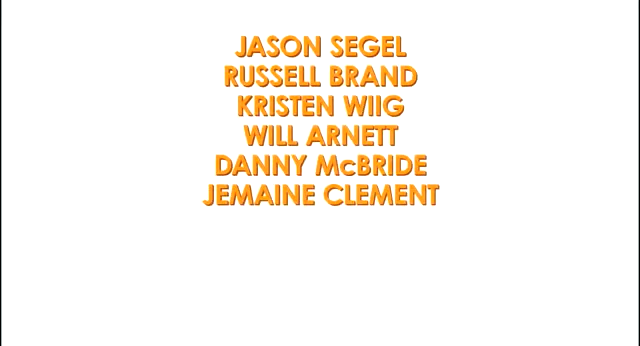 JASON SEGEL
RUSSELL BRAND
KRISTEN WIIG
WILL ARNETT
DANNY McBRIDE
JEMAINE CLEMENT